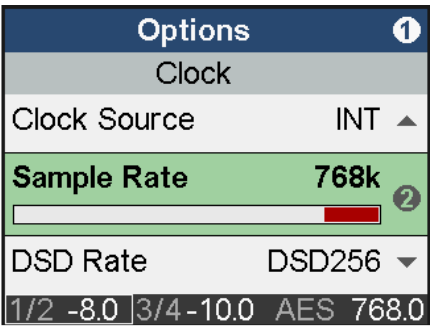 Options 1
Clock
Clock Source INT
Sample Rate 768k
2
DSD Rate DSD256
1/2 -8.0 3/4 -10.0 AES 768.0